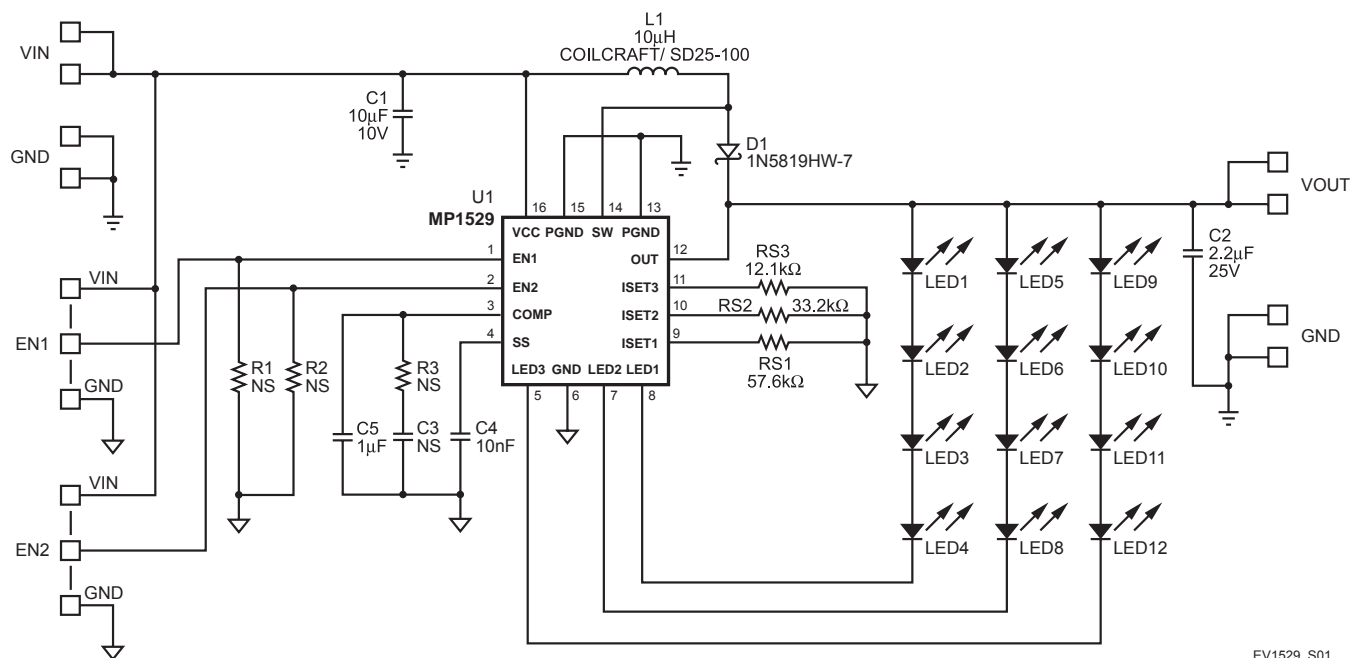 L1
10µH
COILCRAFT/ SD25-100
VIN
C1
10µF
10V
D1
1N5819HW-7
GND
U1
MP1529
16 15 14 13
VCC PGND SW PGND
VOUT
1 EN1
OUT 12
C2
2.2µF
25V
RS3
12.1kΩ
LED1 LED5 LED9
VIN
2 EN2
ISET3 11
3 COMP
ISET2 10
RS2 33.2kΩ
4 SS
ISET1 9
RS1
57.6kΩ
EN1
GND
LED3 GND LED2 LED1
5 6 7 8
R1
NS
R2
NS
R3
NS
LED2 LED6 LED10
GND
C5
1µF
C3
NS
C4
10nF
LED3 LED7 LED11
VIN
EN2
LED4 LED8 LED12
GND
EV1529_S01